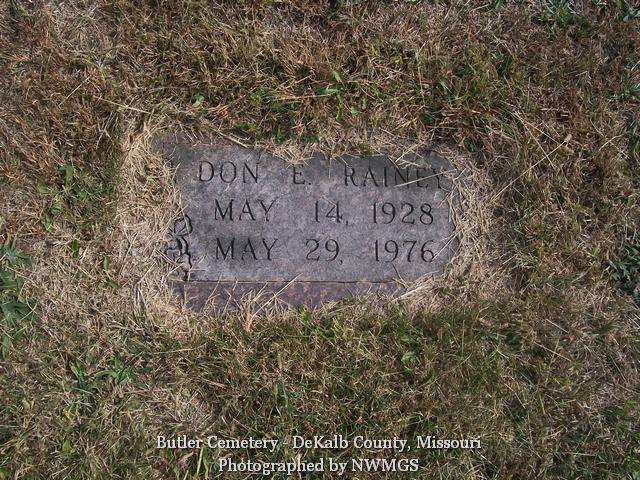 DON E. RAINEY
MAY 14, 1928
MAY 29, 1976
Butler Cemetery - DeKalb County, Missouri
Photographed by NWMGS